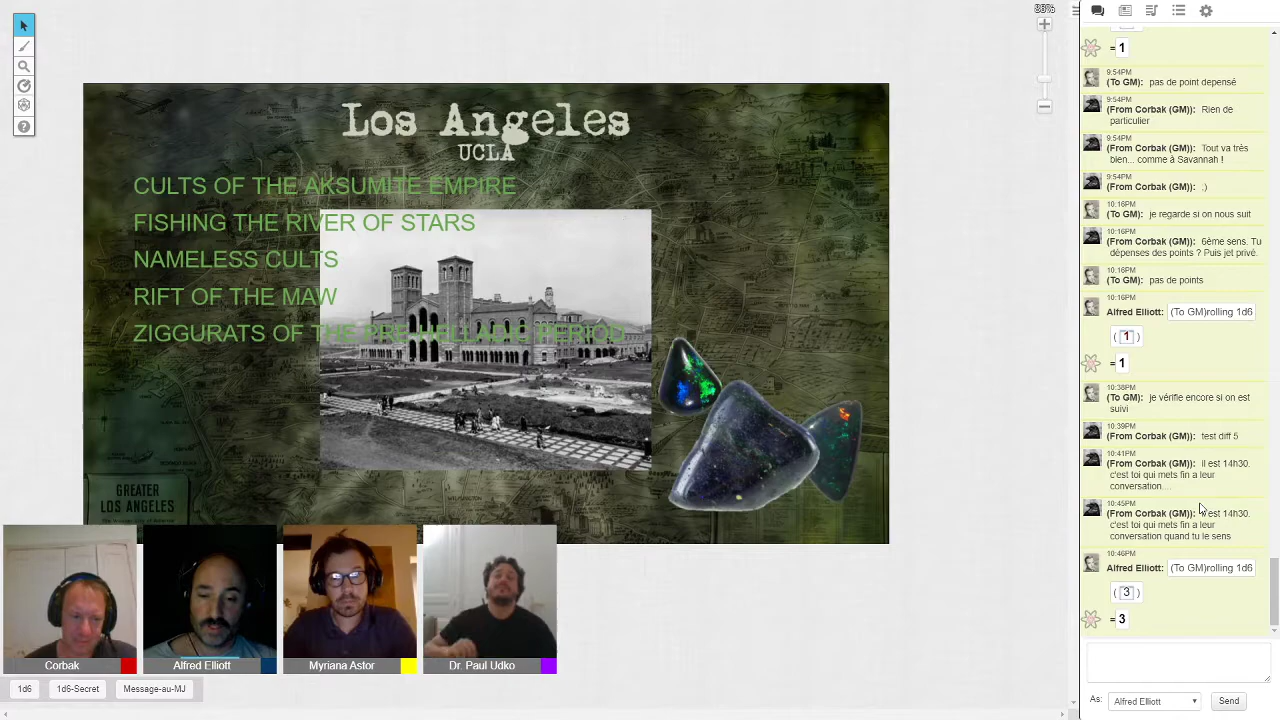 88%
Los Angeles
UCLA
CULTS OF THE AKSUMITE EMPIRE
FISHING THE RIVER OF STARS
NAMELESS CULTS
RIFT OF THE MAW
ZIGGURATS OF THE PRE-HELLADIC PERIOD
GREATER
LOS ANGELES
Corbak
Alfred Elliott
Myriana Astor
Dr. Paul Udko
1d6
1d6-Secret
Message-au-MJ
= 1
9:54PM
(To GM): pas de point depensé
9:54PM
(From Corbak (GM)): Rien de
particulier
9:54PM
(From Corbak (GM)): Tout va très
bien... comme à Savannah !
9:54PM
(From Corbak (GM)): ;)
10:16PM
(To GM): je regarde si on nous suit
10:16PM
(From Corbak (GM)): 6ème sens. Tu
dépenses des points ? Puis jet privé.
10:16PM
(To GM): pas de points
10:16PM
Alfred Elliott: (To GM)rolling 1d6
( 1 )
= 1
10:38PM
(To GM): je vérifie encore si on est
suivi
10:39PM
(From Corbak (GM)): test diff 5
10:41PM
(From Corbak (GM)): il est 14h30.
c'est toi qui mets fin a leur
conversation....
10:45PM
(From Corbak (GM)): il est 14h30.
c'est toi qui mets fin a leur
conversation quand tu le sens
10:46PM
Alfred Elliott: (To GM)rolling 1d6
( 3 )
= 3
As: Alfred Elliott
Send